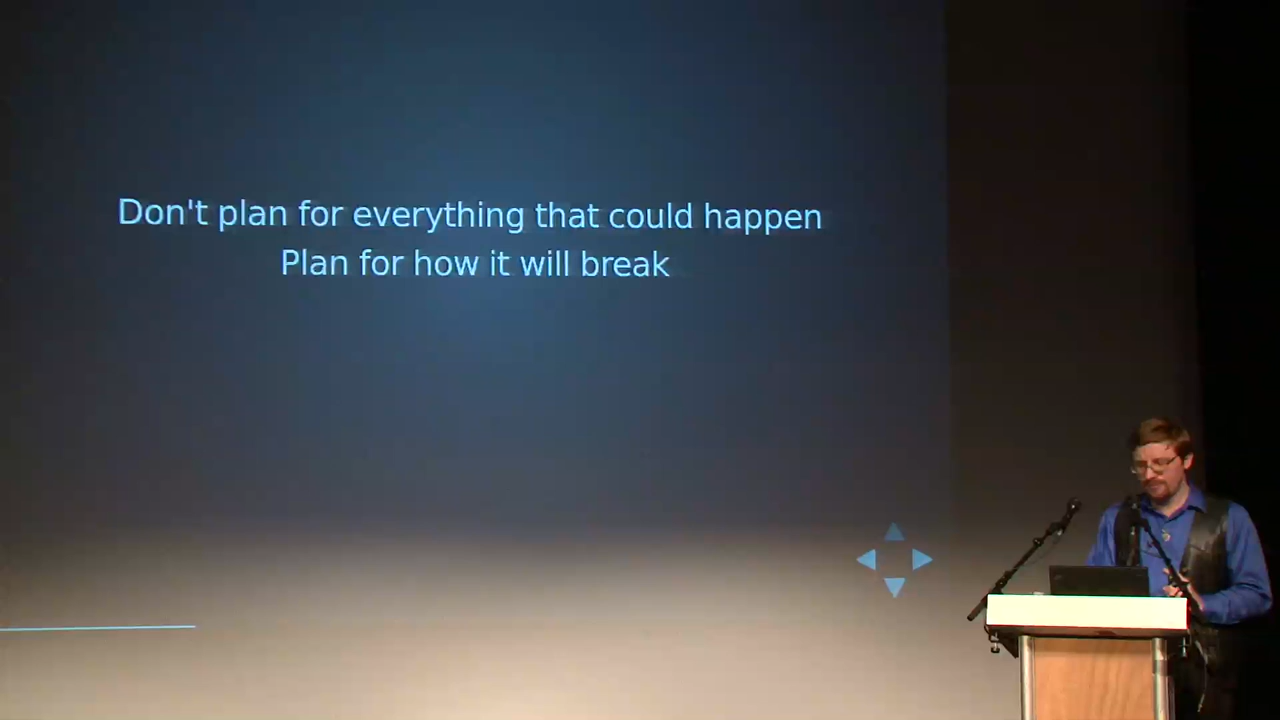 Don't plan for everything that could happen
Plan for how it will break